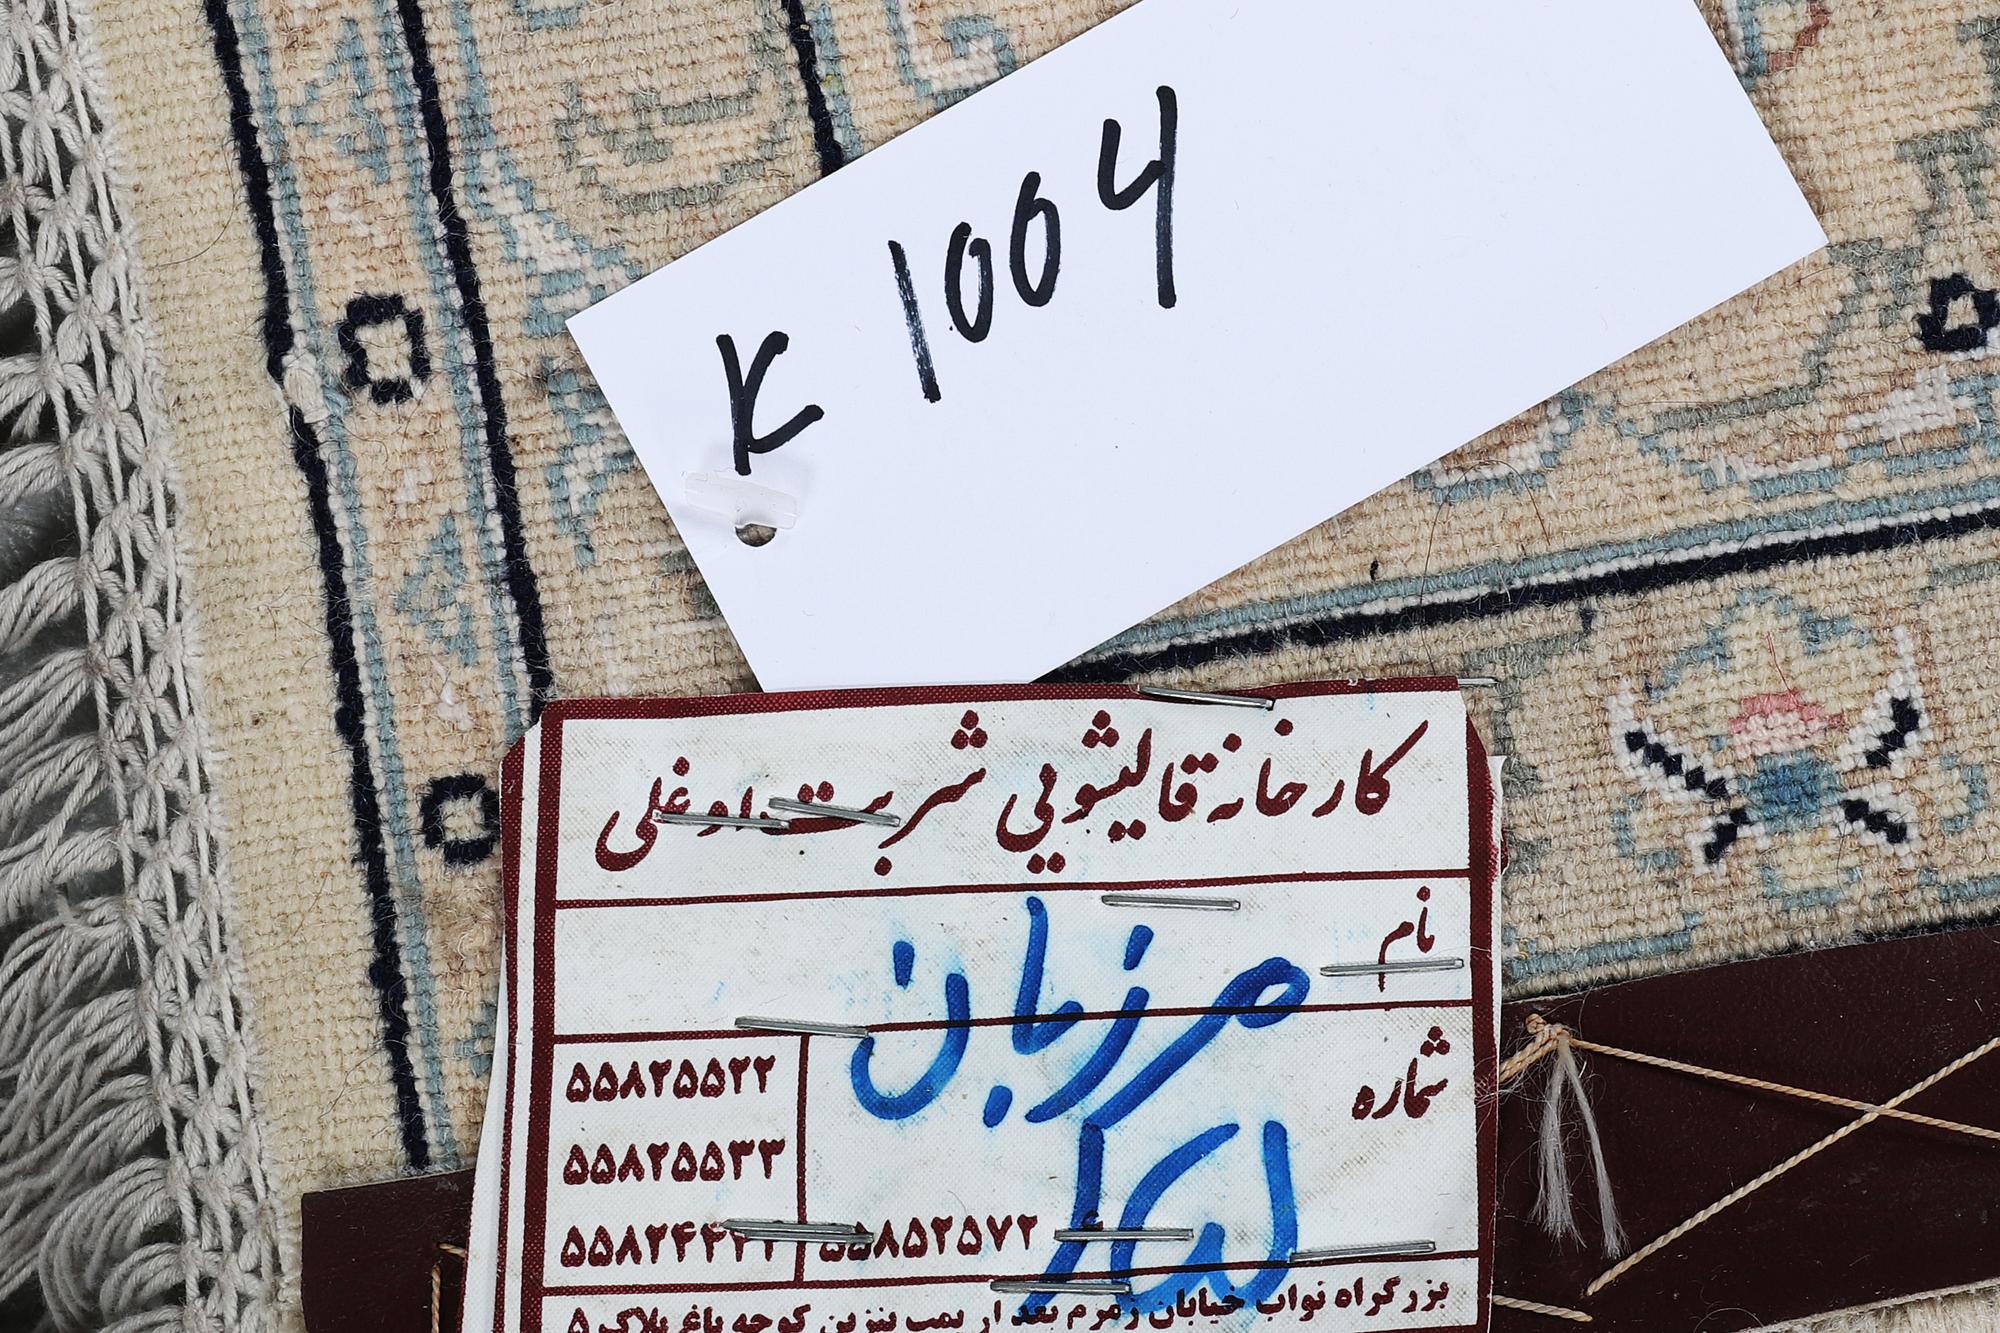 K 1004
کارخانه قالیشویی شربت اوغلی
نام
مرزبان
شماره
۵۵۸۲۵۵۲۲
۵۵۸۲۵۵۳۳
۵۵۸۵۲۵۷۲
بزرگراه نواب خیابان زمزم بعد از پمپ بنزین کوچه باغ پلاک ۵